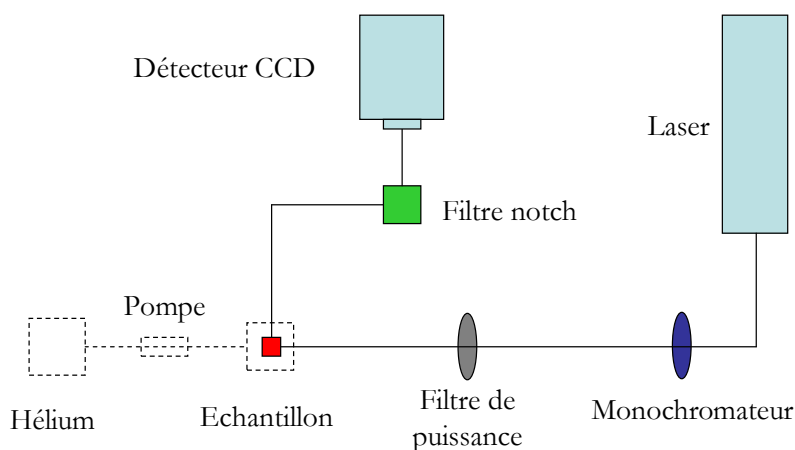 Détecteur CCD
Laser
Filtre notch
Pompe
Hélium
Echantillon
Filtre de
puissance
Monochromateur